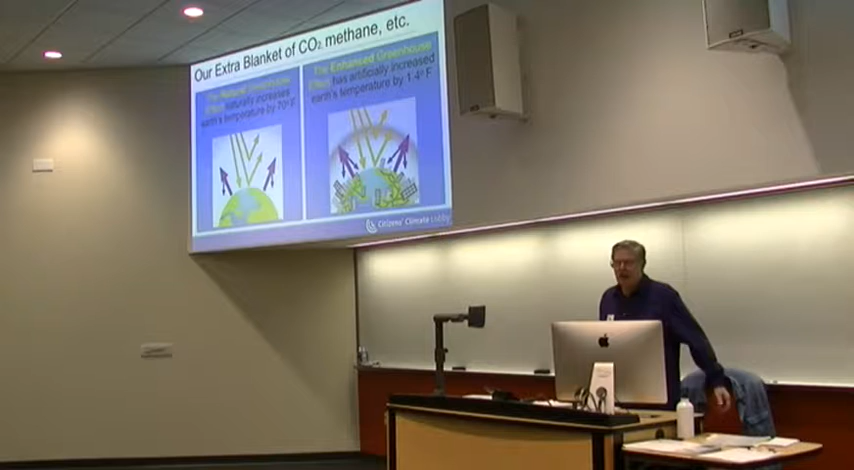 Our Extra Blanket of CO₂ methane, etc.
The Natural Greenhouse
Effect naturally increases
earth's temperature by 70° F
The Enhanced Greenhouse
Effect has artificially increased
earth's temperature by 1.4° F
Citizens' Climate Lobby